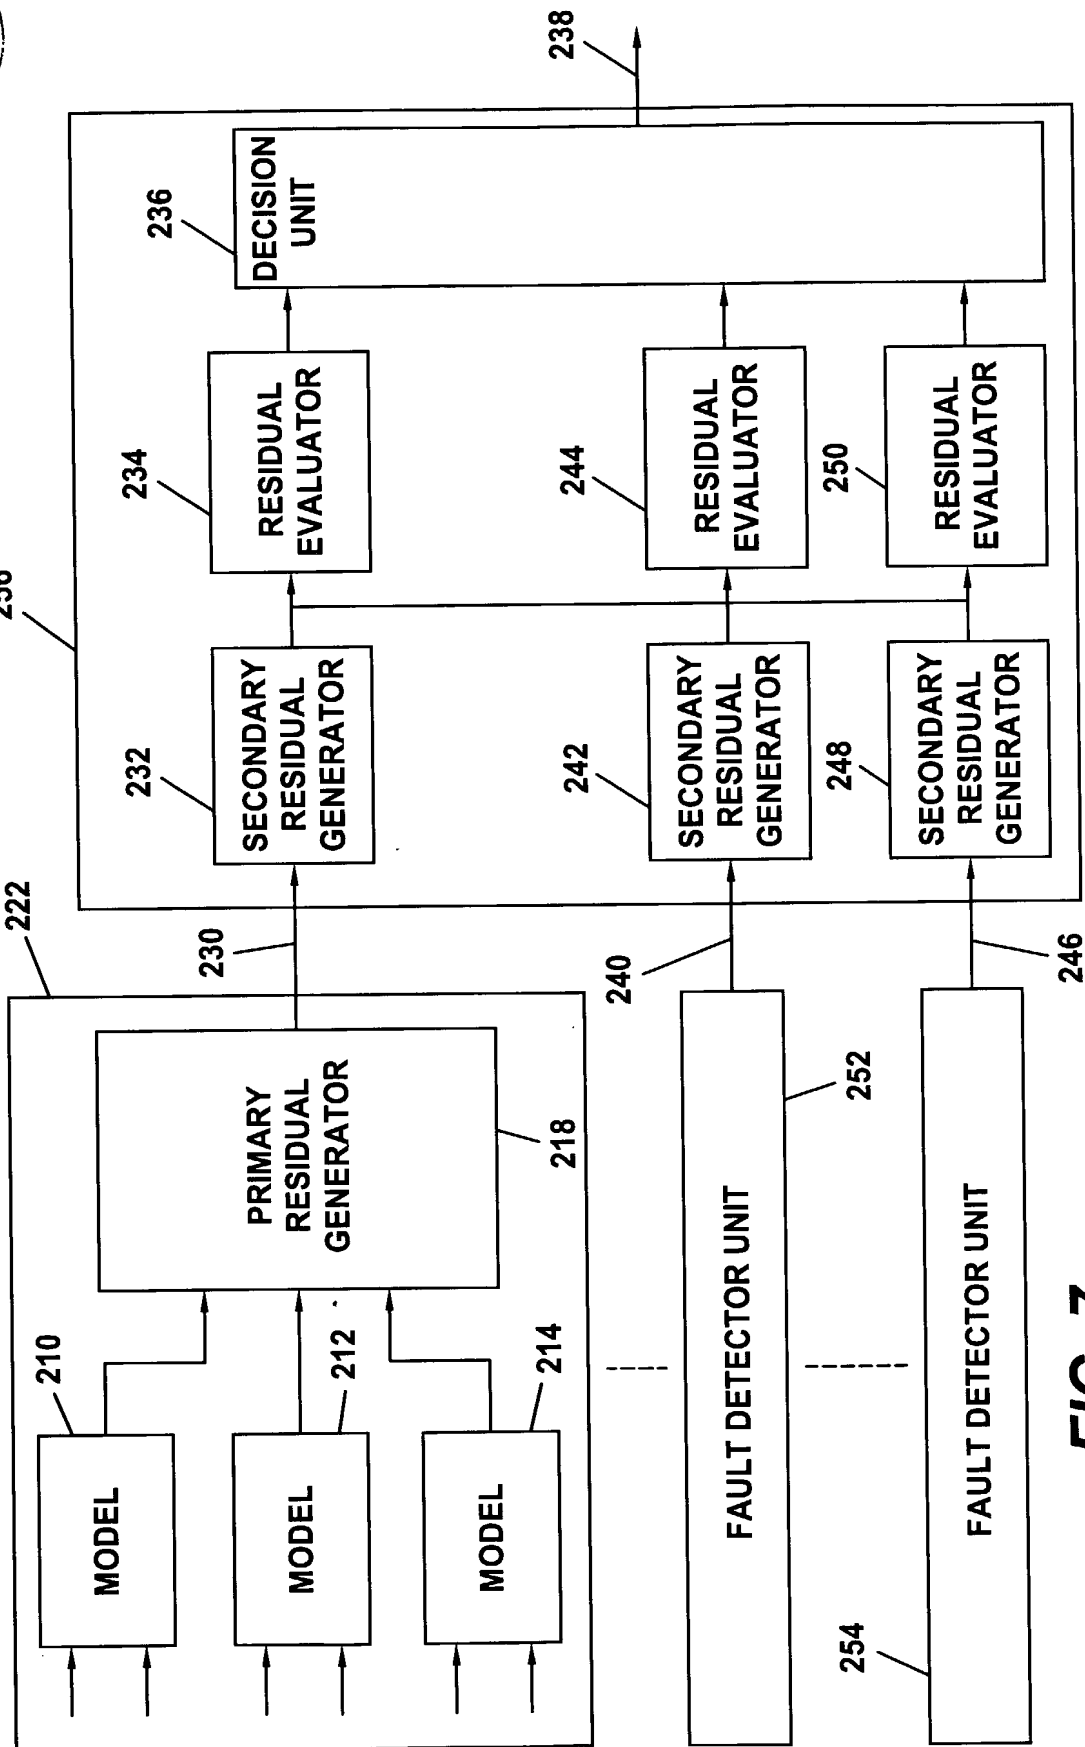 222
210
MODEL
212
MODEL
214
MODEL
PRIMARY
RESIDUAL
GENERATOR
218
230
232
SECONDARY
RESIDUAL
GENERATOR
234
RESIDUAL
EVALUATOR
236
DECISION
UNIT
238
240
242
SECONDARY
RESIDUAL
GENERATOR
244
RESIDUAL
EVALUATOR
246
248
SECONDARY
RESIDUAL
GENERATOR
250
RESIDUAL
EVALUATOR
FAULT DETECTOR UNIT
252
254
FAULT DETECTOR UNIT